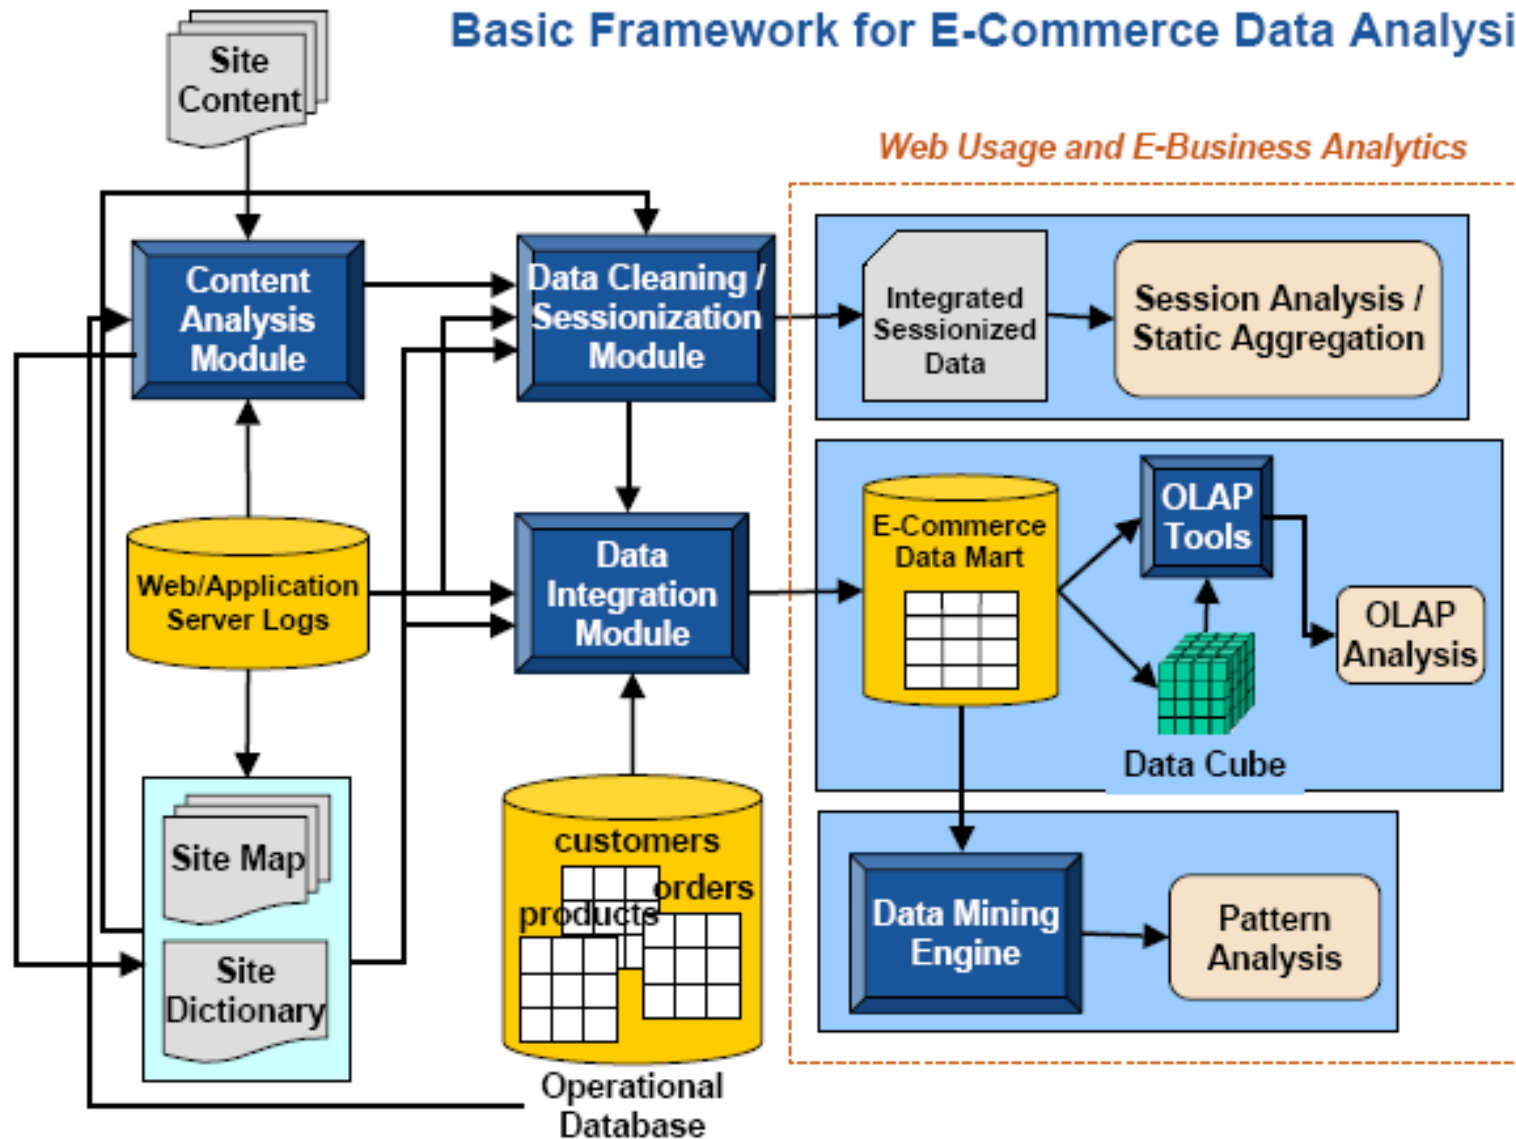 Basic Framework for E-Commerce Data Analysi
Site
Content
Web Usage and E-Business Analytics
Content
Analysis
Module
Data Cleaning /
Sessionization
Module
Integrated
Sessionized
Data
Session Analysis /
Static Aggregation
Web/Application
Server Logs
Data
Integration
Module
E-Commerce
Data Mart
OLAP
Tools
OLAP
Analysis
Data Cube
Site Map
Site
Dictionary
customers
orders
products
Operational
Database
Data Mining
Engine
Pattern
Analysis